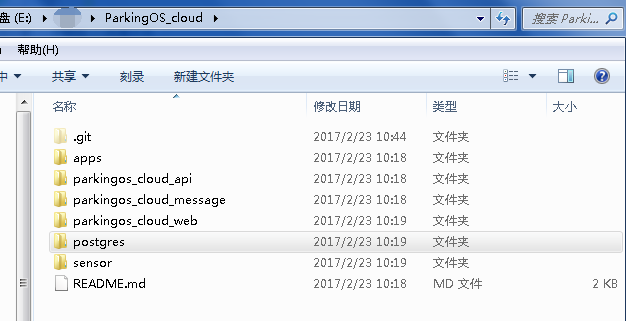 盘 (E:) ▸ ▸ ParkingOS_cloud ▸ 搜索 Parki...
帮助(H)
中 ▼ 共享 ▼ 刻录 新建文件夹
名称 修改日期 类型 大小
.git 2017/2/23 10:44 文件夹
apps 2017/2/23 10:18 文件夹
parkingos_cloud_api 2017/2/23 10:18 文件夹
parkingos_cloud_message 2017/2/23 10:18 文件夹
parkingos_cloud_web 2017/2/23 10:19 文件夹
postgres 2017/2/23 10:19 文件夹
sensor 2017/2/23 10:19 文件夹
README.md 2017/2/23 10:18 MD 文件 2 KB